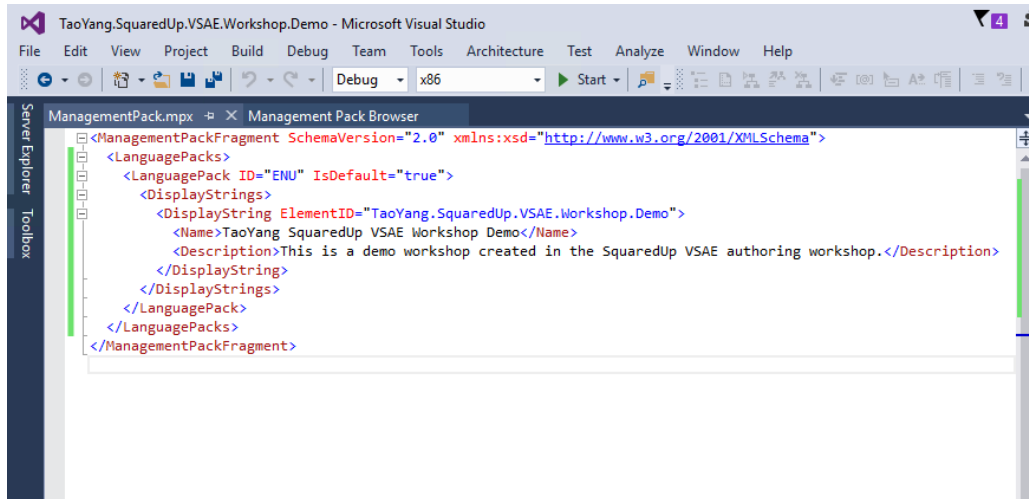 TaoYang.SquaredUp.VSAE.Workshop.Demo - Microsoft Visual Studio
4
File Edit View Project Build Debug Team Tools Architecture Test Analyze Window Help
Debug x86 Start
Server Explorer
Toolbox
ManagementPack.mpx Management Pack Browser
<ManagementPackFragment SchemaVersion="2.0" xmlns:xsd="http://www.w3.org/2001/XMLSchema">
<LanguagePacks>
<LanguagePack ID="ENU" IsDefault="true">
<DisplayStrings>
<DisplayString ElementID="TaoYang.SquaredUp.VSAE.Workshop.Demo">
<Name>TaoYang SquaredUp VSAE Workshop Demo</Name>
<Description>This is a demo workshop created in the SquaredUp VSAE authoring workshop.</Description>
</DisplayString>
</DisplayStrings>
</LanguagePack>
</LanguagePacks>
</ManagementPackFragment>